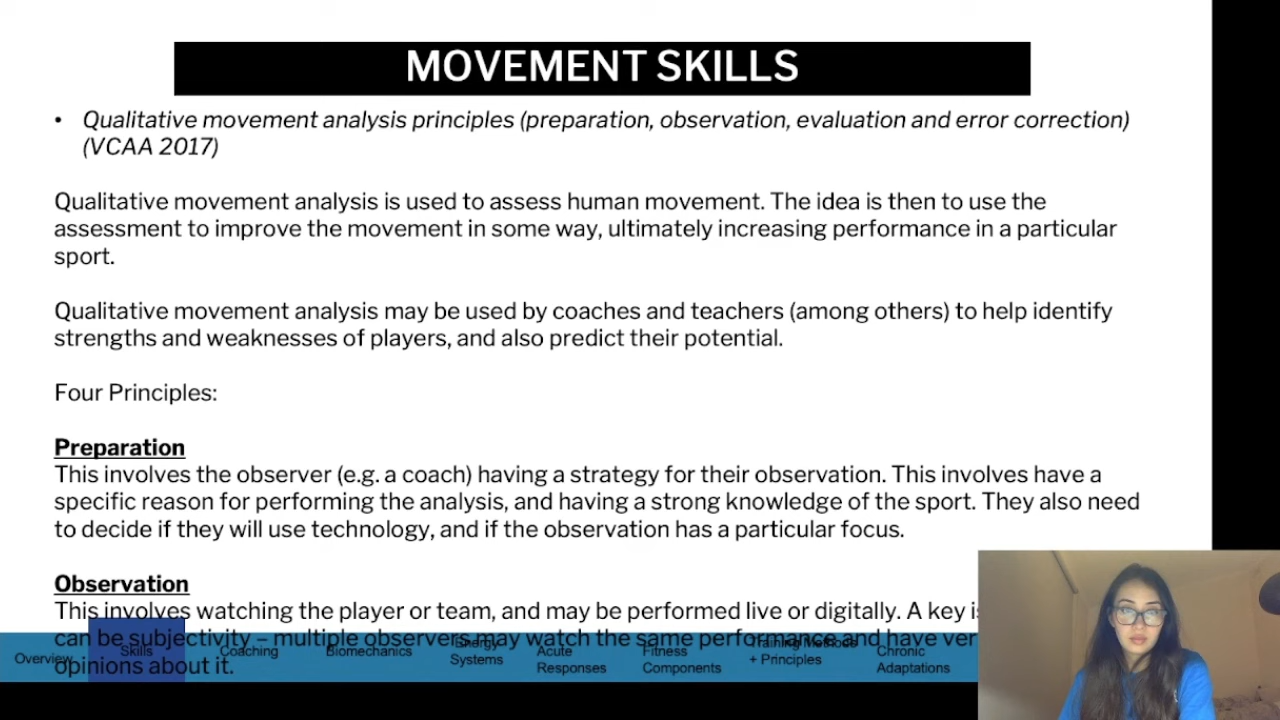 MOVEMENT SKILLS
• Qualitative movement analysis principles (preparation, observation, evaluation and error correction)
(VCAA 2017)
Qualitative movement analysis is used to assess human movement. The idea is then to use the
assessment to improve the movement in some way, ultimately increasing performance in a particular
sport.
Qualitative movement analysis may be used by coaches and teachers (among others) to help identify
strengths and weaknesses of players, and also predict their potential.
Four Principles:
Preparation
This involves the observer (e.g. a coach) having a strategy for their observation. This involves have a
specific reason for performing the analysis, and having a strong knowledge of the sport. They also need
to decide if they will use technology, and if the observation has a particular focus.
Observation
This involves watching the player or team, and may be performed live or digitally. A key
can be subjectivity – multiple observers may watch the same performance and have
opinions about it.
Overview
Skills
Coaching
Biomechanics
Energy
Systems
Acute
Responses
Fitness
Components
Training Methods
+ Principles
Chronic
Adaptations